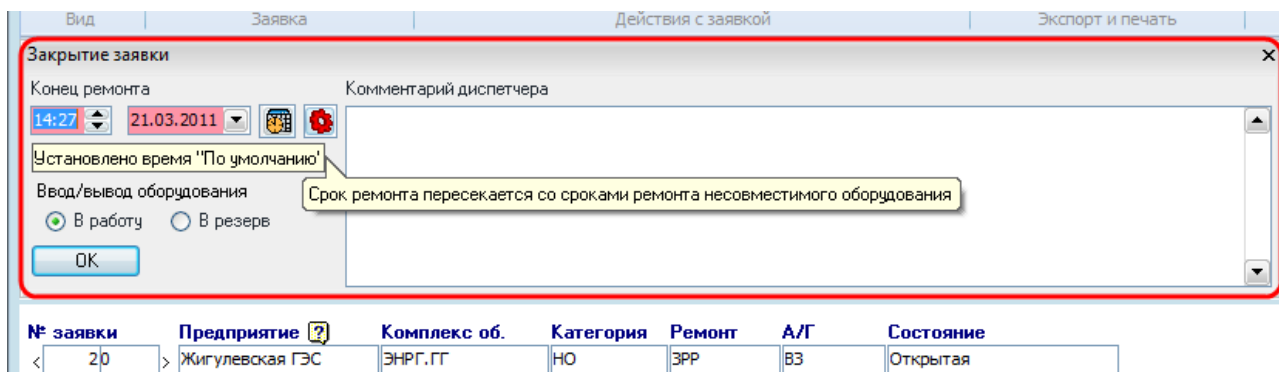 Вид Заявка Действия с заявкой Экспорт и печать
Закрытие заявки
Конец ремонта Комментарий диспетчера
14:27 21.03.2011
Установлено время "По умолчанию"
Ввод/вывод оборудования Срок ремонта пересекается со сроками ремонта несовместимого оборудования
В работу В резерв
OK
№ заявки Предприятие ? Комплекс об. Категория Ремонт А/Г Состояние
< 20 > Жигулевская ГЭС ЭНРГ.ГГ НО ЗРР ВЗ Открытая